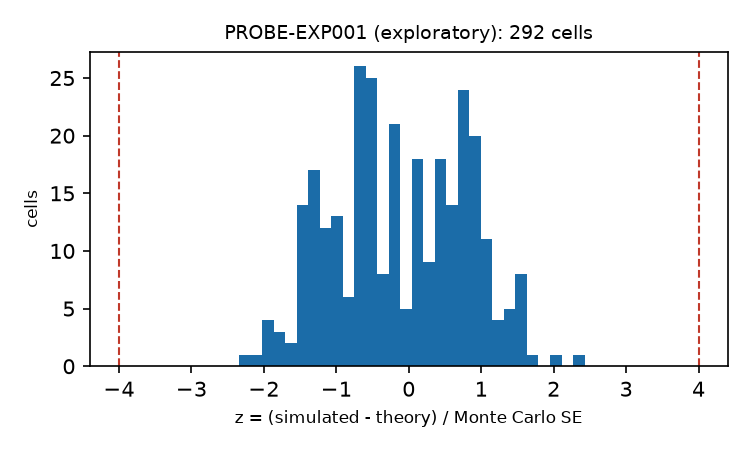 PROBE-EXP001 (exploratory): 292 cells
25
20
15
10
5
0
cells
−4 −3 −2 −1 0 1 2 3 4
z = (simulated - theory) / Monte Carlo SE